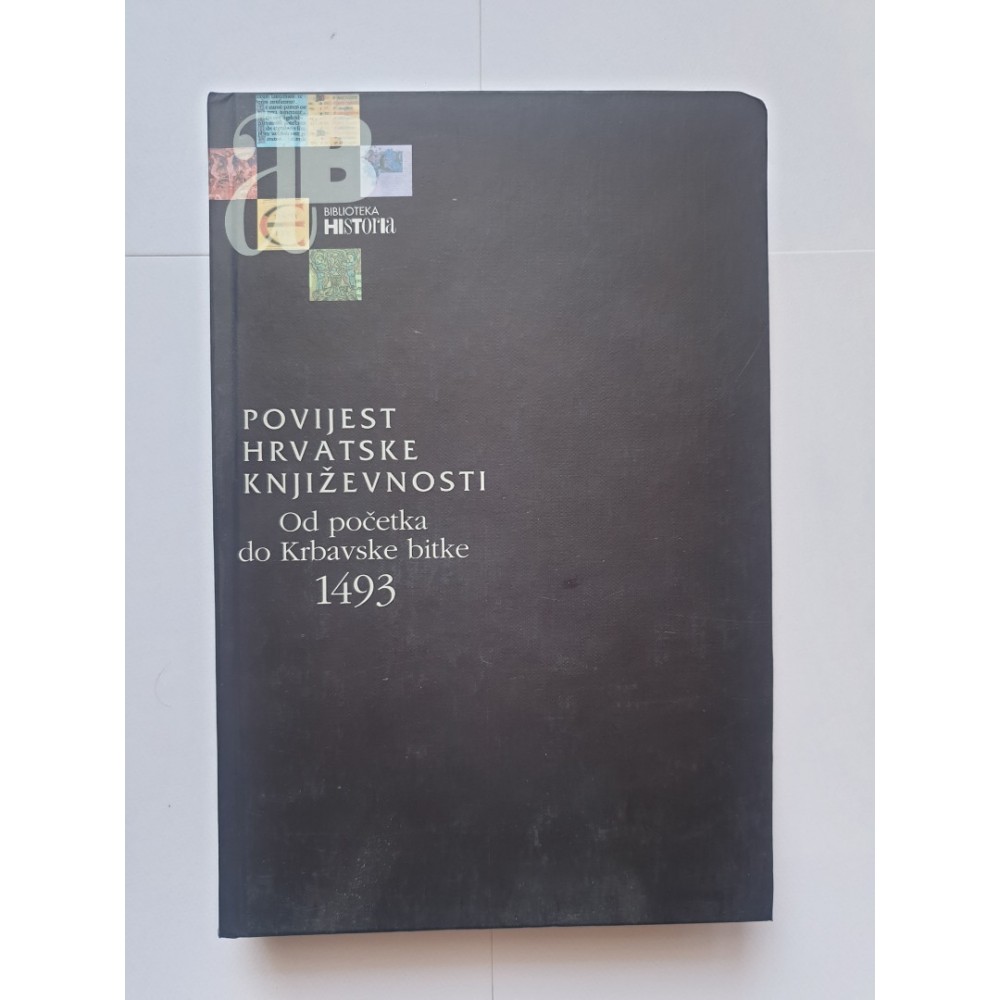 BIBLIOTEKA
HISTORIA
POVIJEST
HRVATSKE
KNJIŽEVNOSTI
Od početka
do Krbavske bitke
1493